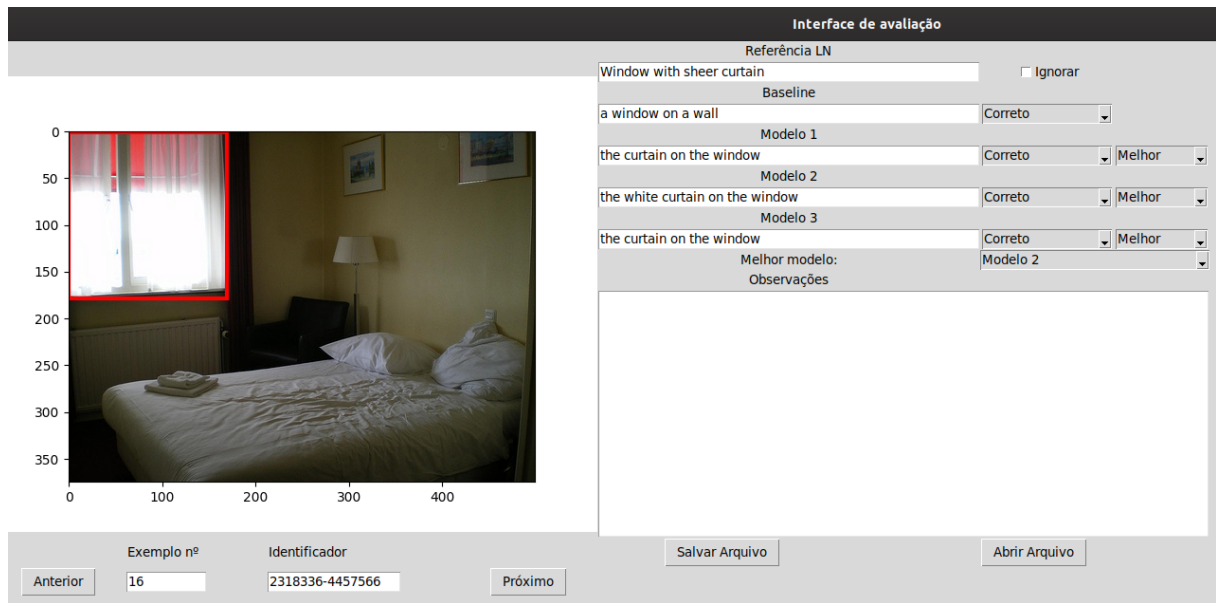 Interface de avaliação
Referência LN
Window with sheer curtain
Ignorar
Baseline
a window on a wall Correto
Modelo 1
the curtain on the window Correto Melhor
Modelo 2
the white curtain on the window Correto Melhor
Modelo 3
the curtain on the window Correto Melhor
Melhor modelo: Modelo 2
Observações
0
50
100
150
200
250
300
350
0 100 200 300 400
Exemplo nº Identificador
Anterior 16 2318336-4457566 Próximo
Salvar Arquivo Abrir Arquivo